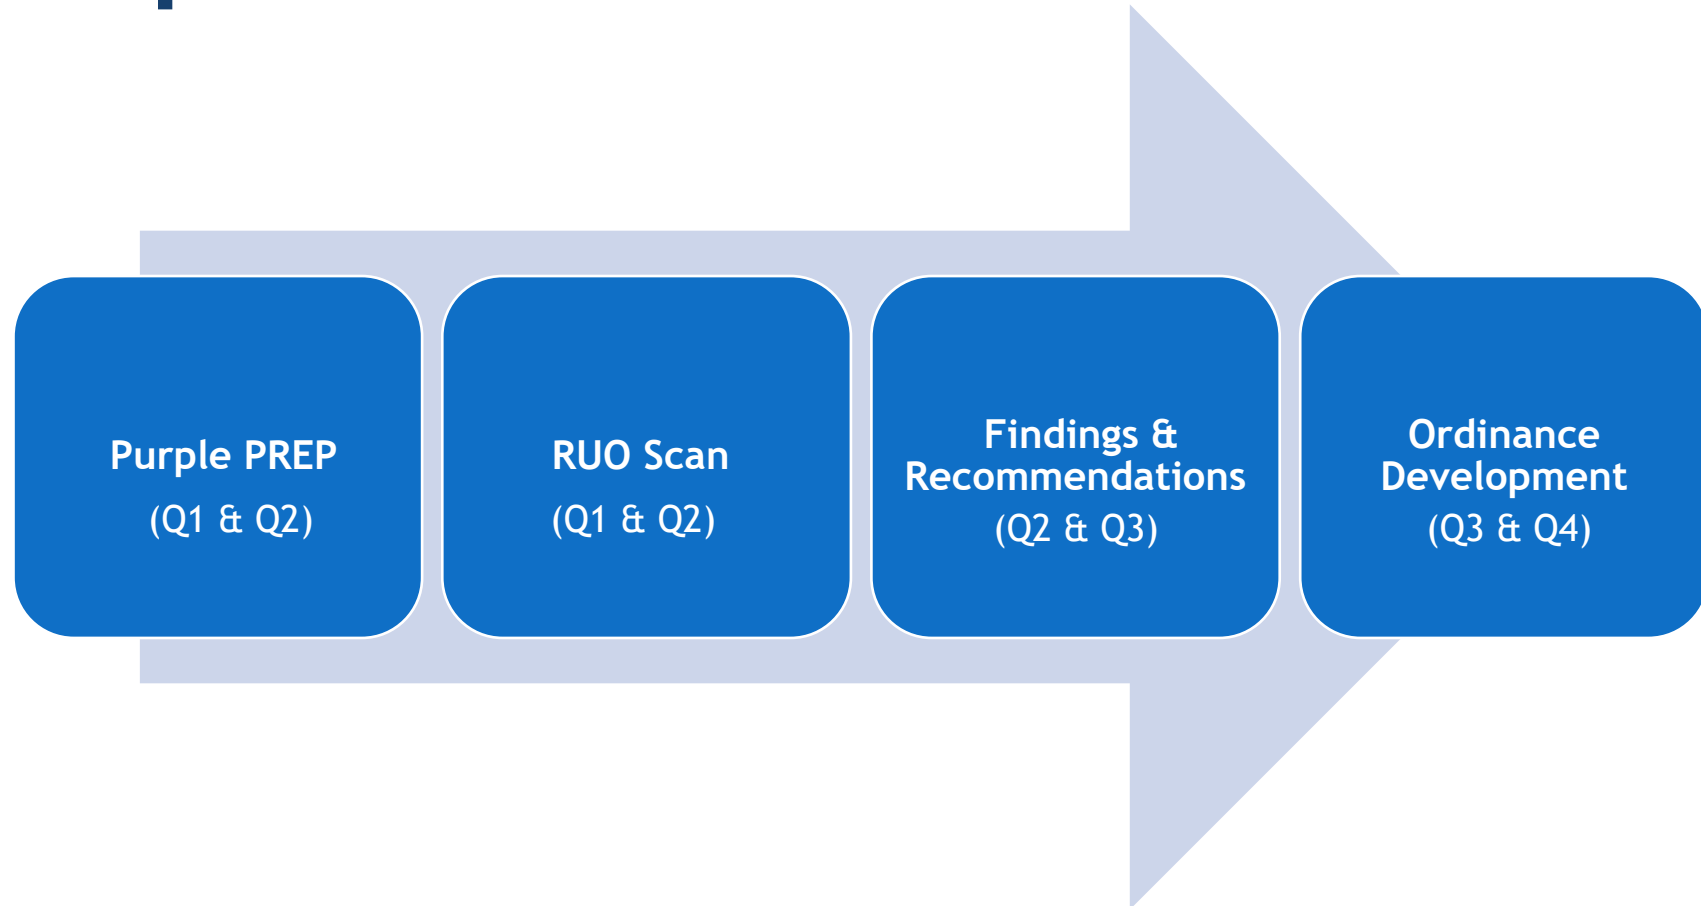 Purple PREP
(Q1 & Q2)
RUO Scan
(Q1 & Q2)
Findings &
Recommendations
(Q2 & Q3)
Ordinance
Development
(Q3 & Q4)